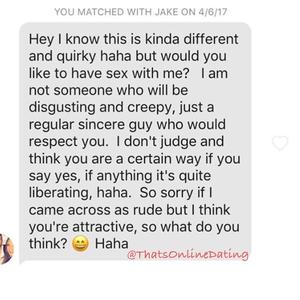 YOU MATCHED WITH JAKE ON 4/6/17
Hey I know this is kinda different
and quirky haha but would you
like to have sex with me?   I am
not someone who will be
disgusting and creepy, just a
regular sincere guy who would
respect you.  I don't judge and
think you are a certain way if you
say yes, if anything it's quite
liberating, haha.  So sorry if I
came across as rude but I think
you're attractive, so what do you
think? 😄 Haha
@ThatsOnlineDating